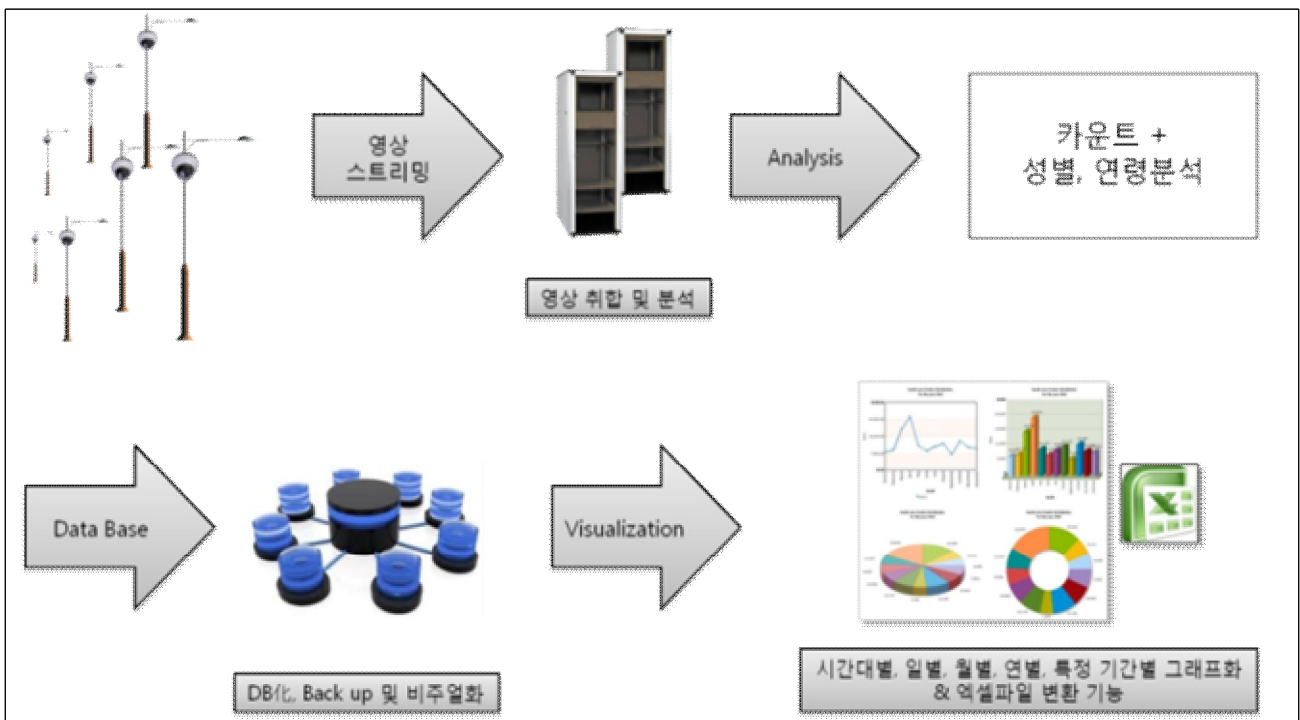 영상
스트리밍
Analysis
카운트 +
성별, 연령분석
영상 취합 및 분석
Data Base
Visualization
DB化, Back up 및 비주얼화
시간대별, 일별, 월별, 연별, 특정 기간별 그래프화
& 엑셀파일 변환 기능